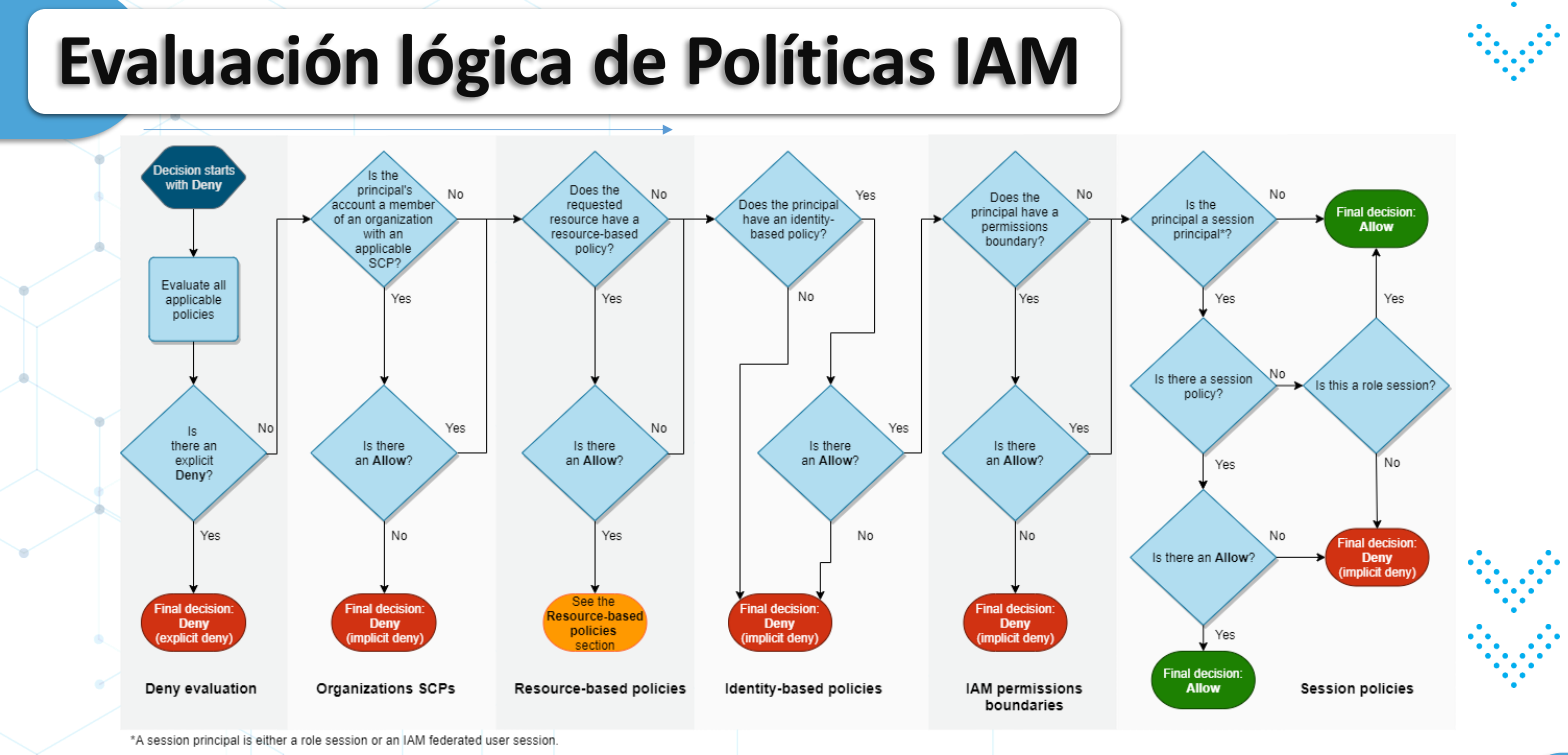 Evaluación lógica de Políticas IAM
Decision starts
with Deny
Evaluate all
applicable
policies
Is
there an
explicit
Deny?
No
Yes
Final decision:
Deny
(explicit deny)
Deny evaluation
Is the
principal's
account a member
of an organization
with an
applicable
SCP?
No
Yes
Is there
an Allow?
Yes
No
Final decision:
Deny
(implicit deny)
Organizations SCPs
Does the
requested
resource have a
resource-based
policy?
No
Yes
Is there
an Allow?
No
Yes
See the
Resource-based
policies
section
Resource-based policies
Does the principal
have an identity-
based policy?
Yes
No
Is there
an Allow?
Yes
No
Final decision:
Deny
(implicit deny)
Identity-based policies
Does the
principal have a
permissions
boundary?
No
Yes
Is there
an Allow?
Yes
No
Final decision:
Deny
(implicit deny)
IAM permissions
boundaries
Is the
principal a session
principal*?
No
Final decision:
Allow
Yes
Is there a session
policy?
No
Is this a role session?
Yes
No
Yes
Is there an Allow?
No
Final decision:
Deny
(implicit deny)
Yes
Final decision:
Allow
Session policies
*A session principal is either a role session or an IAM federated user session.